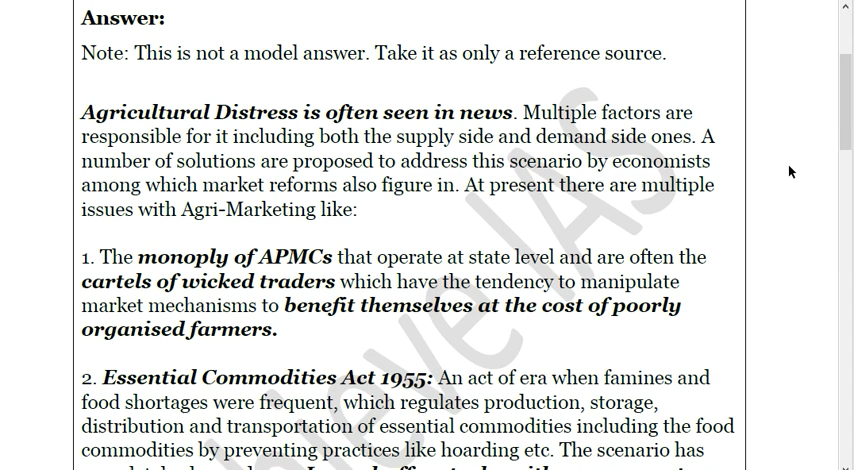 Answer:
Note: This is not a model answer. Take it as only a reference source.
Agricultural Distress is often seen in news. Multiple factors are
responsible for it including both the supply side and demand side ones. A
number of solutions are proposed to address this scenario by economists
among which market reforms also figure in. At present there are multiple
issues with Agri-Marketing like:
1. The monoply of APMCs that operate at state level and are often the
cartels of wicked traders which have the tendency to manipulate
market mechanisms to benefit themselves at the cost of poorly
organised farmers.
2. Essential Commodities Act 1955: An act of era when famines and
food shortages were frequent, which regulates production, storage,
distribution and transportation of essential commodities including the food
commodities by preventing practices like hoarding etc. The scenario has